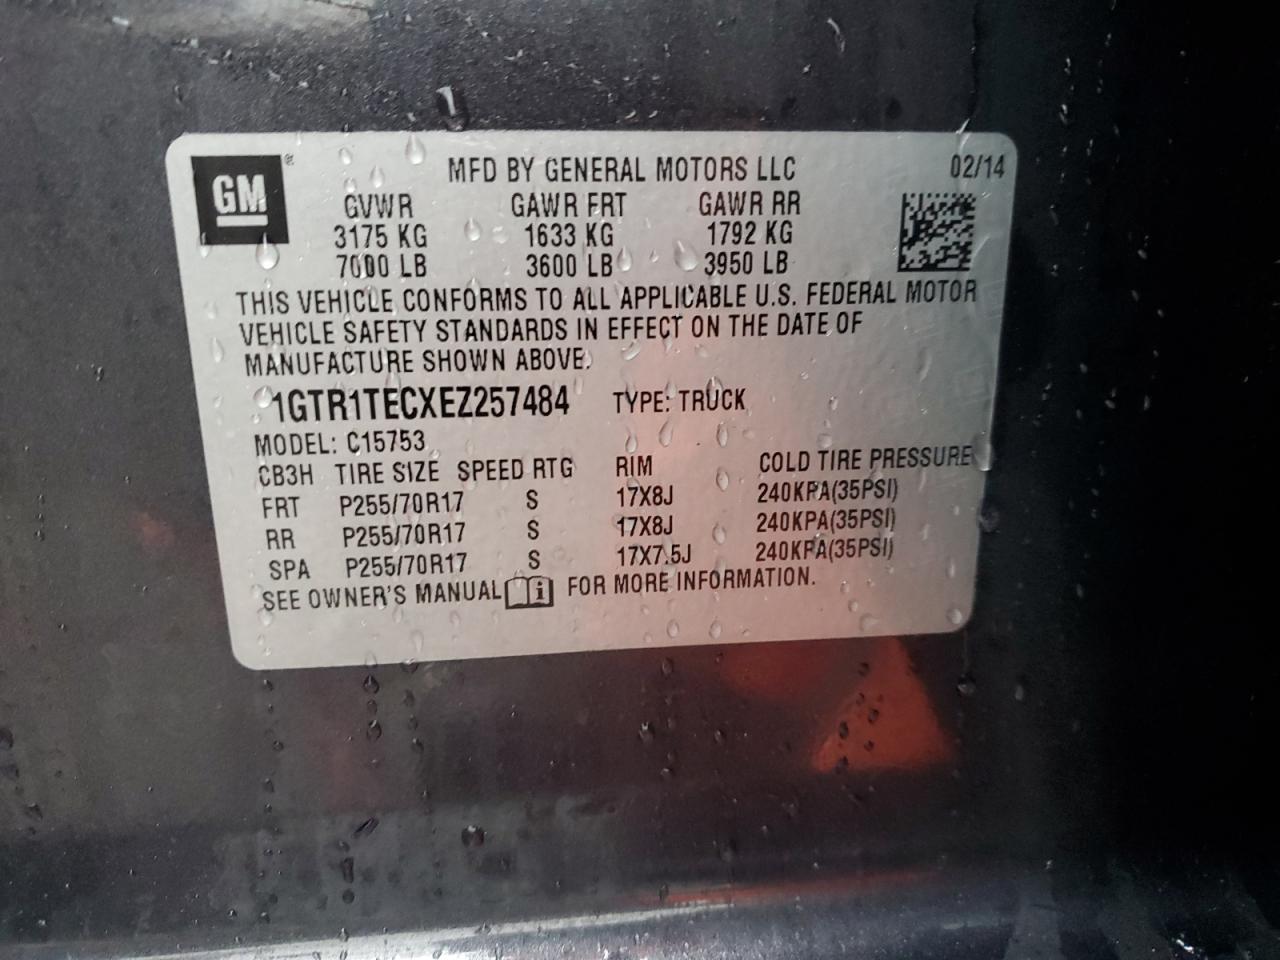 GM ®
MFD BY GENERAL MOTORS LLC 02/14
GVWR GAWR FRT GAWR RR
3175 KG 1633 KG 1792 KG
7000 LB 3600 LB 3950 LB
THIS VEHICLE CONFORMS TO ALL APPLICABLE U.S. FEDERAL MOTOR
VEHICLE SAFETY STANDARDS IN EFFECT ON THE DATE OF
MANUFACTURE SHOWN ABOVE.
1GTR1TECXEZ257484 TYPE: TRUCK
MODEL: C15753
CB3H TIRE SIZE SPEED RTG RIM COLD TIRE PRESSURE
FRT P255/70R17 S 17X8J 240KPA(35PSI)
RR P255/70R17 S 17X8J 240KPA(35PSI)
SPA P255/70R17 S 17X7.5J 240KPA(35PSI)
SEE OWNER'S MANUAL i FOR MORE INFORMATION.